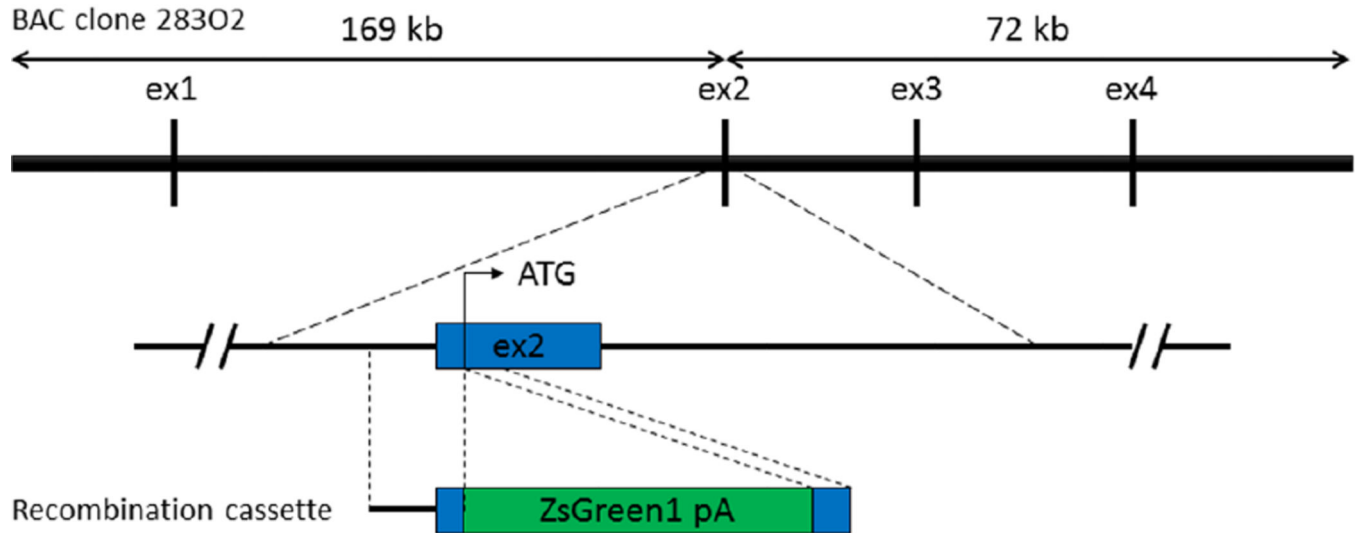 BAC clone 283O2
169 kb
72 kb
ex1
ex2
ex3
ex4
ATG
ex2
Recombination cassette
ZsGreen1 pA